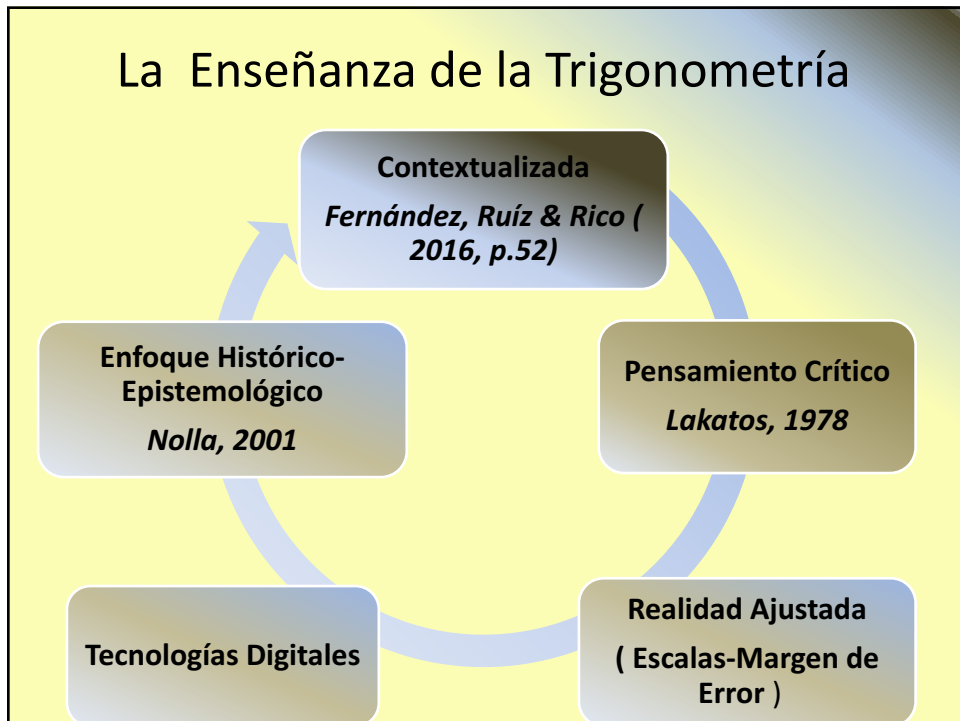 La  Enseñanza de la Trigonometría
Contextualizada
Fernández, Ruíz & Rico (
2016, p.52)
Pensamiento Crítico
Lakatos, 1978
Realidad Ajustada
( Escalas-Margen de
Error )
Tecnologías Digitales
Enfoque Histórico-
Epistemológico
Nolla, 2001